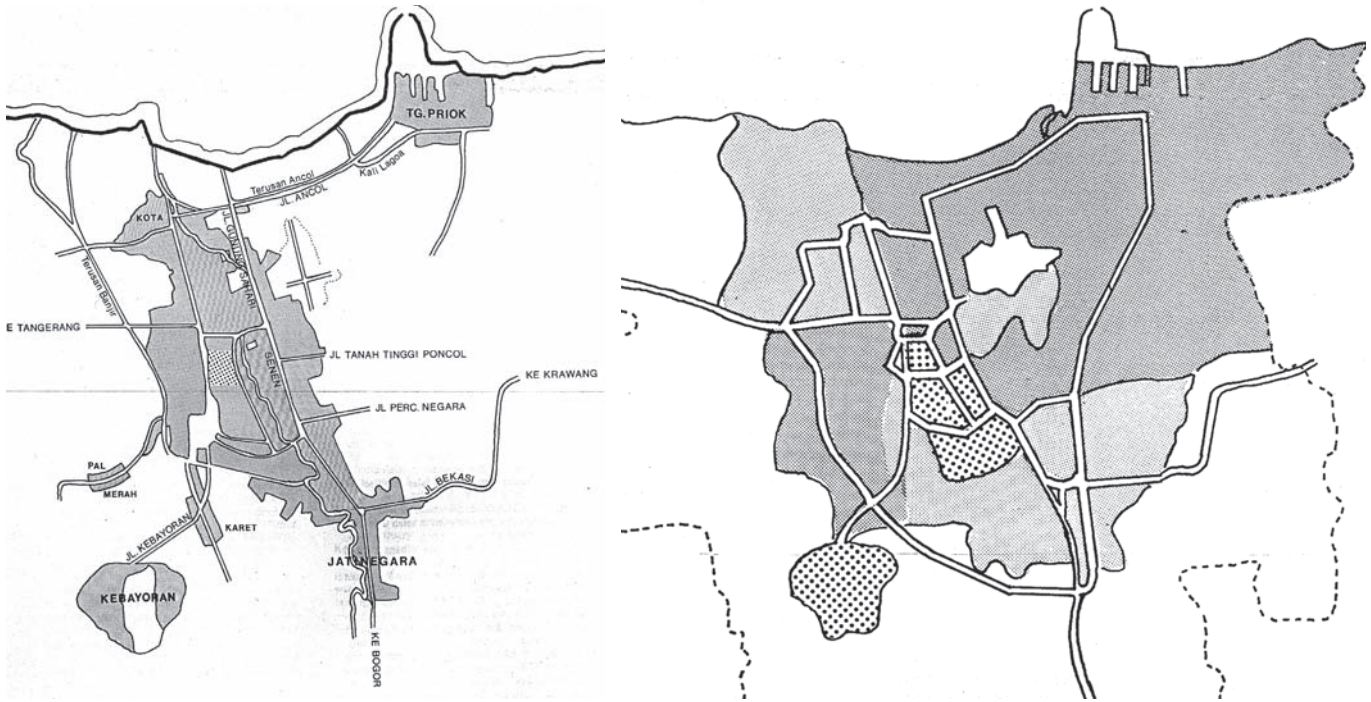 TG. PRIOK
Kali Lagoa
Terusan Ancol
JL. ANCOL
KOTA
JL GUNUNG SAHARI
Terusan Banjir
E TANGERANG
SENEN
JL TANAH TINGGI PONCOL
KE KRAWANG
JL PERC. NEGARA
PAL
MERAH
JL. BEKASI
KARET
JL. KEBAYORAN
JATINEGARA
KEBAYORAN
KE BOGOR